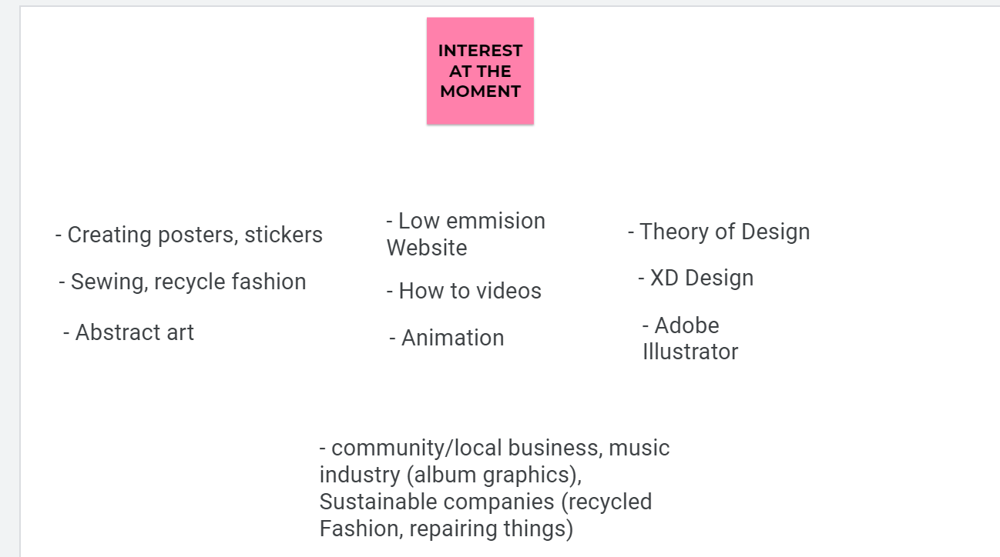 INTEREST
AT THE
MOMENT
- Creating posters, stickers
- Sewing, recycle fashion
- Abstract art
- Low emmision
Website
- How to videos
- Animation
- Theory of Design
- XD Design
- Adobe
Illustrator
- community/local business, music
industry (album graphics),
Sustainable companies (recycled
Fashion, repairing things)